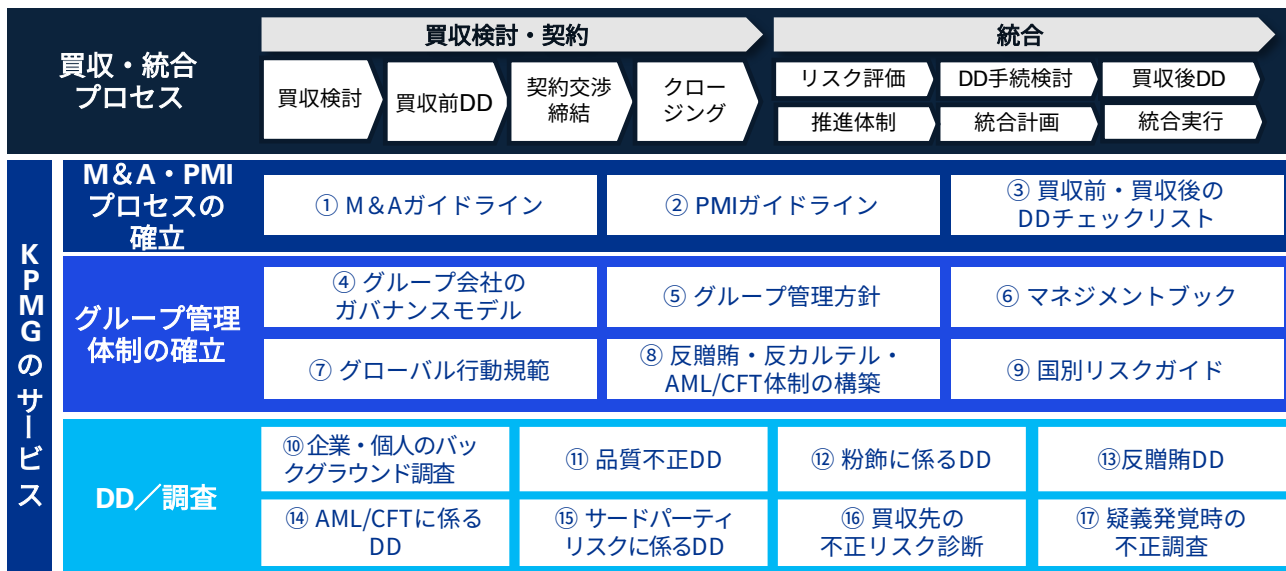 買収・統合
プロセス
買収検討・契約
統合
買収検討
買収前DD
契約交渉
締結
クロー
ジング
リスク評価
DD手続検討
買収後DD
推進体制
統合計画
統合実行
KPMGのサービス
M＆A・PMI
プロセスの
確立
① M＆Aガイドライン
② PMIガイドライン
③ 買収前・買収後の
DDチェックリスト
グループ管理
体制の確立
④ グループ会社の
ガバナンスモデル
⑤ グループ管理方針
⑥ マネジメントブック
⑦ グローバル行動規範
⑧ 反贈賄・反カルテル・
AML/CFT体制の構築
⑨ 国別リスクガイド
DD／調査
⑩企業・個人のバッ
クグラウンド調査
⑪ 品質不正DD
⑫ 粉飾に係るDD
⑬反贈賄DD
⑭ AML/CFTに係る
DD
⑮ サードパーティ
リスクに係るDD
⑯ 買収先の
不正リスク診断
⑰ 疑義発覚時の
不正調査